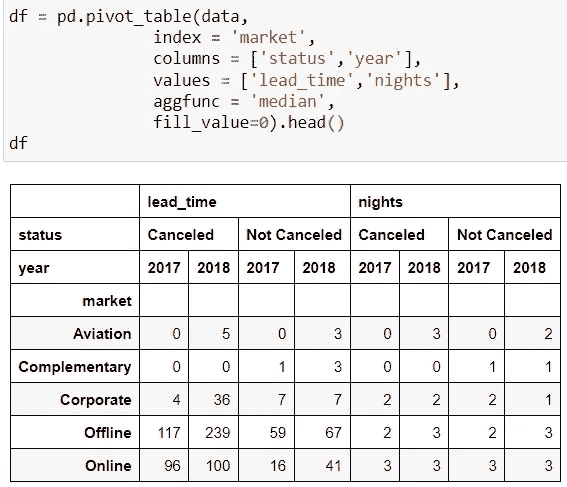 df = pd.pivot_table(data,
index = 'market',
columns = ['status','year'],
values = ['lead_time','nights'],
aggfunc = 'median',
fill_value=0).head()
df
lead_time nights
status Canceled Not Canceled Canceled Not Canceled
year 2017 2018 2017 2018 2017 2018 2017 2018
market
Aviation 0 5 0 3 0 3 0 2
Complementary 0 0 1 3 0 0 1 1
Corporate 4 36 7 7 2 2 2 1
Offline 117 239 59 67 2 3 2 3
Online 96 100 16 41 3 3 3 3